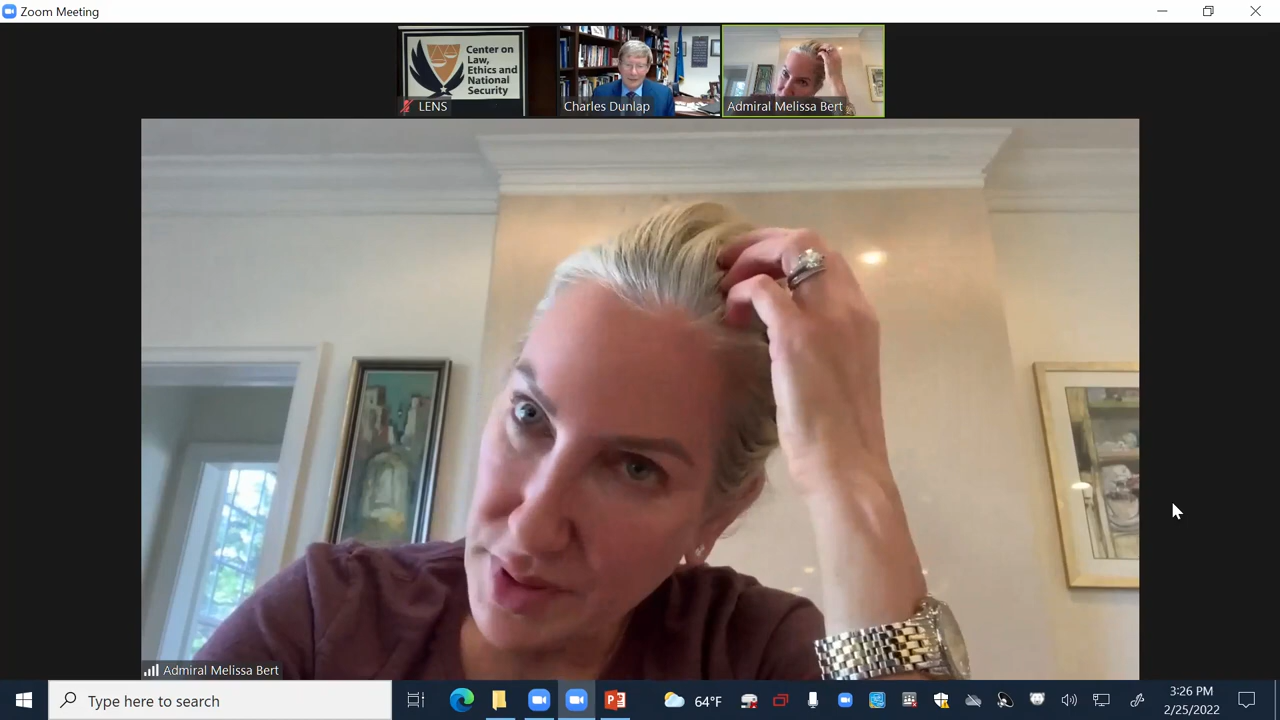 Zoom Meeting
Center on
Law,
Ethics and
National
Security
LENS
Charles Dunlap
Admiral Melissa Bert
Admiral Melissa Bert
Type here to search
64°F
3:26 PM
2/25/2022